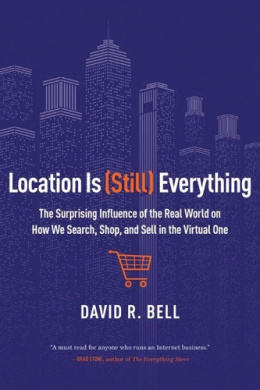 Location Is (Still) Everything
The Surprising Influence of the Real World on
How We Search, Shop, and Sell in the Virtual One
DAVID R. BELL
"A must read for anyone who runs an Internet business."
—BRAD STONE, author of The Everything Store